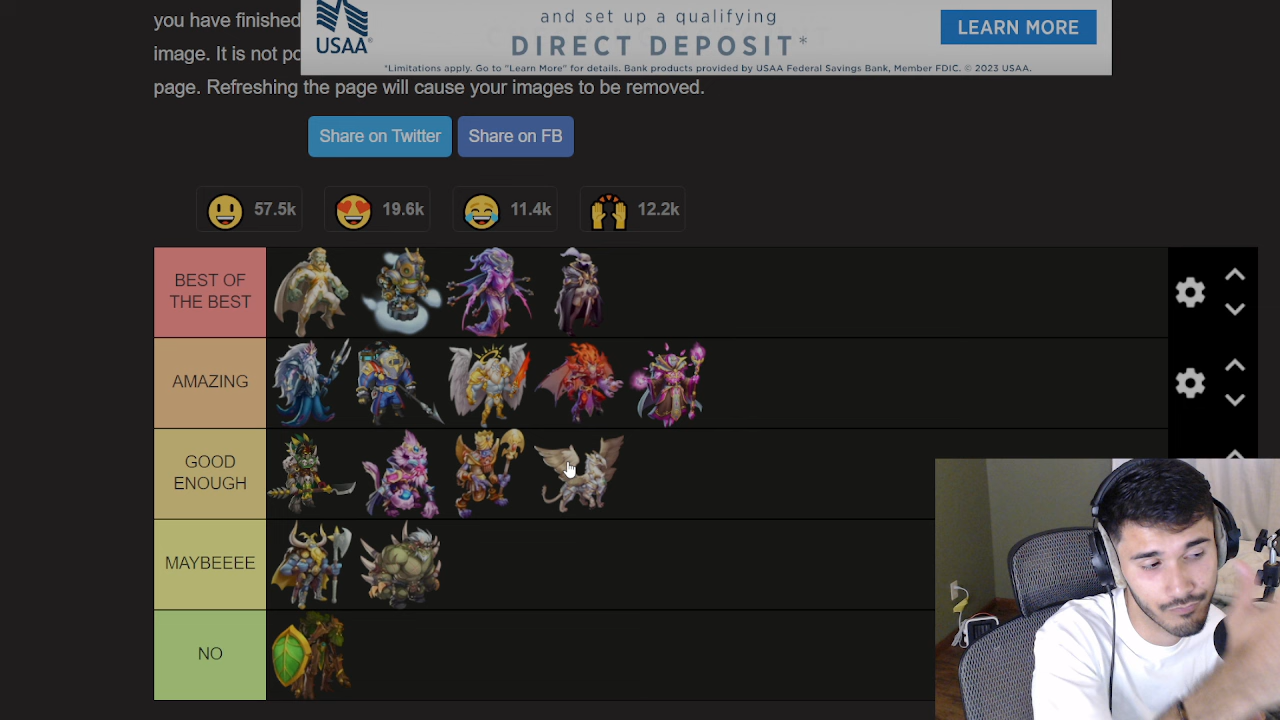 you have finished
image. It is not po
page. Refreshing the page will cause your images to be removed.
USAA®
and set up a qualifying
DIRECT DEPOSIT*
LEARN MORE
*Limitations apply. Go to "Learn More" for details. Bank products provided by USAA Federal Savings Bank, Member FDIC. © 2023 USAA.
Share on Twitter
Share on FB
57.5k
19.6k
11.4k
12.2k
BEST OF
THE BEST
AMAZING
GOOD
ENOUGH
MAYBEEEE
NO